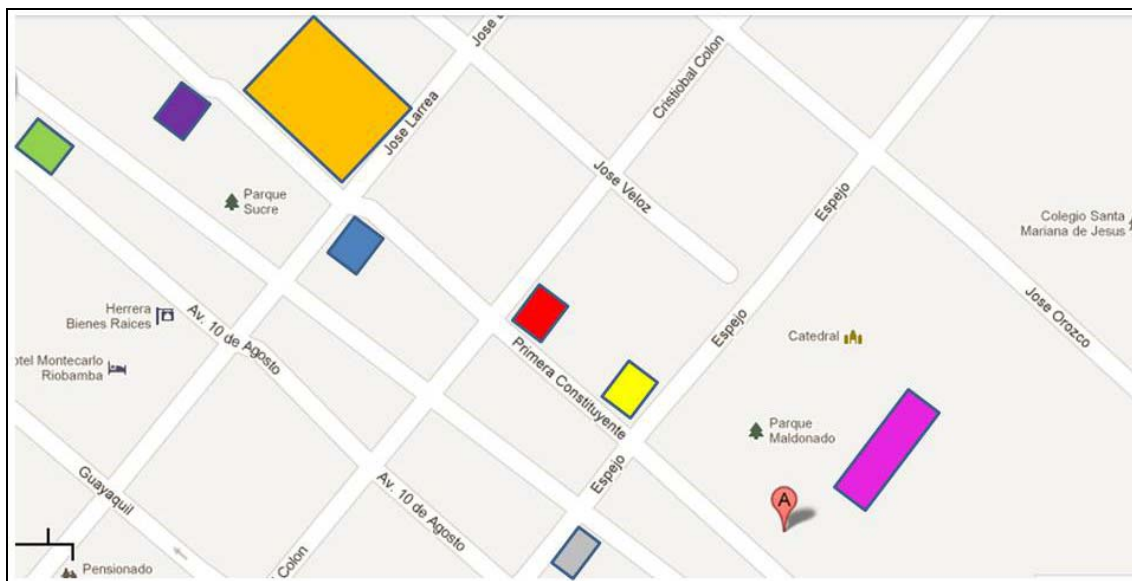 Jose
Cristiobal Colon
Jose Larrea
Jose Veloz
Espejo
Parque
Sucre
Colegio Santa
Mariana de Jesus
Herrera
Bienes Raices
Av. 10 de Agosto
Espejo
Jose Orozco
Catedral
otel Montecarlo
Riobamba
Primera Constituyente
Parque
Maldonado
Espejo
Guayaquil
Av. 10 de Agosto
A
Colon
Pensionado